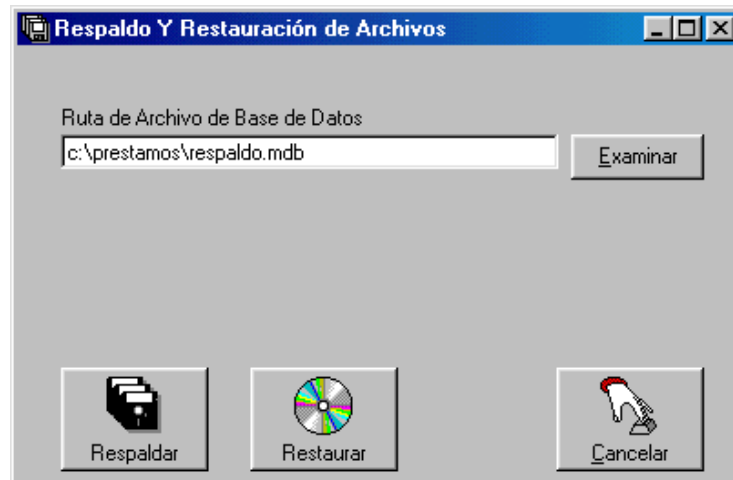 Respaldo Y Restauración de Archivos
Ruta de Archivo de Base de Datos
c:\prestamos\respaldo.mdb
Examinar
Respaldar
Restaurar
Cancelar